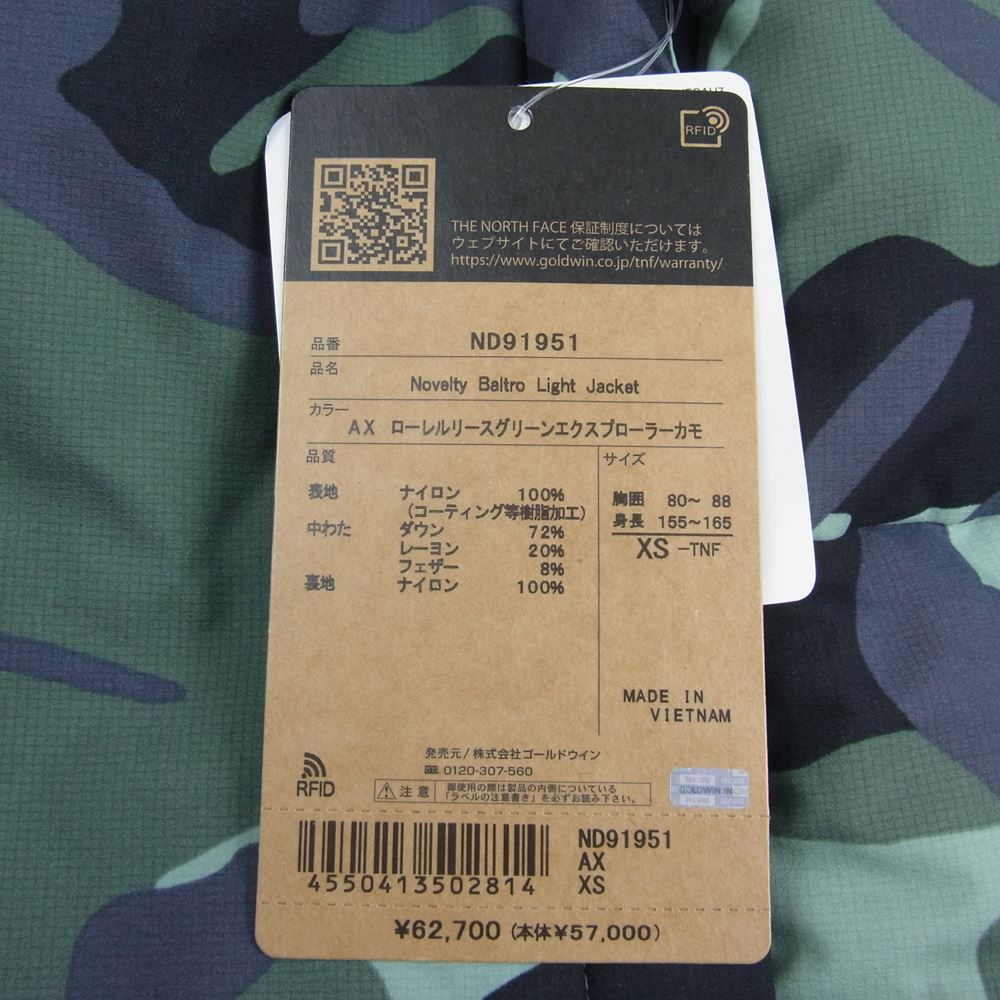 RFID
THE NORTH FACE 保証制度については
ウェブサイトにてご確認いただけます。
https://www.goldwin.co.jp/tnf/warranty/
品番 ND91951
品名 Novelty Baltro Light Jacket
カラー AX ローレルリースグリーンエクスプローラーカモ
品質
表地 ナイロン 100%
(コーティング等樹脂加工)
中わた ダウン 72%
レーヨン 20%
フェザー 8%
裏地 ナイロン 100%
サイズ
胸囲 80～ 88
身長 155～165
XS -TNF
MADE IN
VIETNAM
発売元/株式会社ゴールドウイン
0120-307-560
RFID
注意
御使用の際は製品の内側についている
「ラベルの注意書き」を必ずお読み下さい。
SECURE SECURE
GOLDWIN INC
SECURE
4550413502814
ND91951
AX
XS
¥62,700 (本体¥57,000)